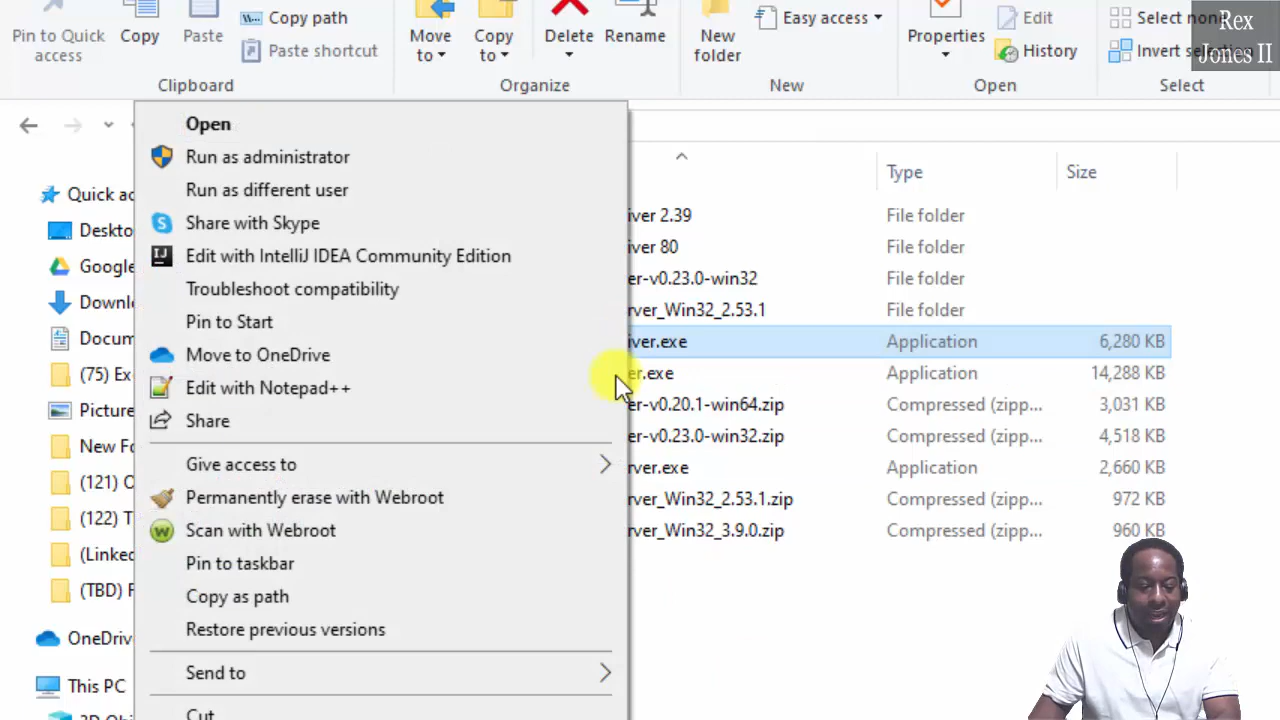 Pin to Quick
access
Copy
Paste
Copy path
Paste shortcut
Clipboard
Move
to
Copy
to
Delete
Rename
Organize
New
folder
Easy access
New
Properties
Edit
History
Open
Select none
Invert
Select
Rex
Jones II
Type
Size
Quick ac
Deskto
Google
Downl
Docum
(75) Ex
Picture
New Fo
(121) O
(122) T
(Linked
(TBD) F
OneDriv
This PC
Open
Run as administrator
Run as different user
Share with Skype
Edit with IntelliJ IDEA Community Edition
Troubleshoot compatibility
Pin to Start
Move to OneDrive
Edit with Notepad++
Share
Give access to
Permanently erase with Webroot
Scan with Webroot
Pin to taskbar
Copy as path
Restore previous versions
Send to
Cut
iver 2.39 File folder
iver 80 File folder
er-v0.23.0-win32 File folder
rver_Win32_2.53.1 File folder
iver.exe Application 6,280 KB
er.exe Application 14,288 KB
er-v0.20.1-win64.zip Compressed (zipp... 3,031 KB
er-v0.23.0-win32.zip Compressed (zipp... 4,518 KB
rver.exe Application 2,660 KB
rver_Win32_2.53.1.zip Compressed (zipp... 972 KB
rver_Win32_3.9.0.zip Compressed (zipp... 960 KB